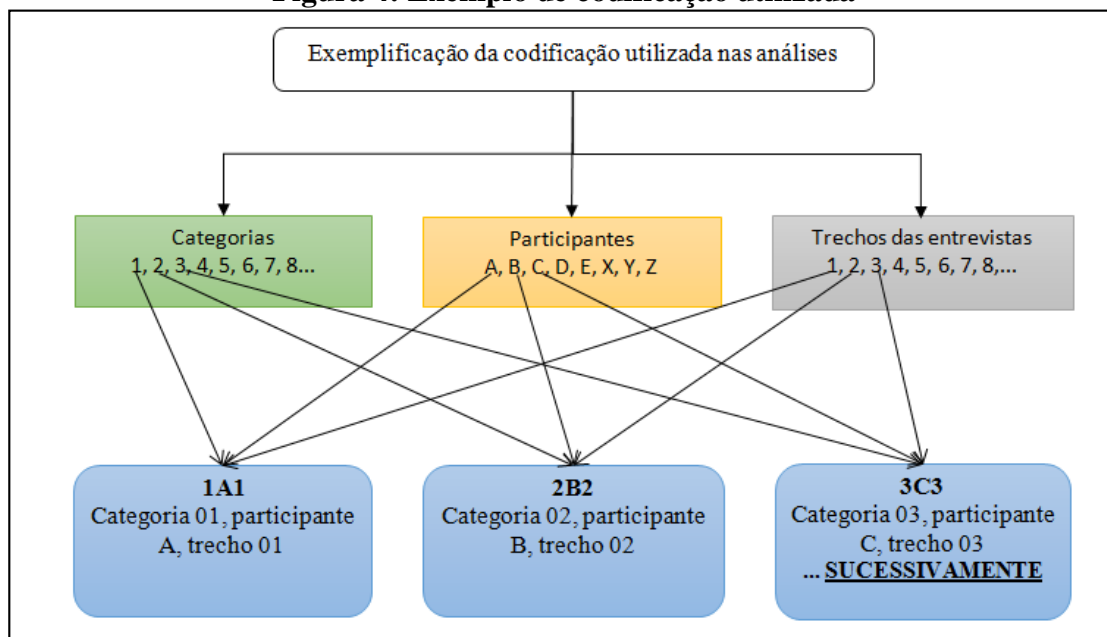 Figura 4: Exemplo de codificação utilizada
Exemplificação da codificação utilizada nas análises
Categorias
1, 2, 3, 4, 5, 6, 7, 8...
Participantes
A, B, C, D, E, X, Y, Z
Trechos das entrevistas
1, 2, 3, 4, 5, 6, 7, 8,...
1A1
Categoria 01, participante
A, trecho 01
2B2
Categoria 02, participante
B, trecho 02
3C3
Categoria 03, participante
C, trecho 03
... SUCESSIVAMENTE